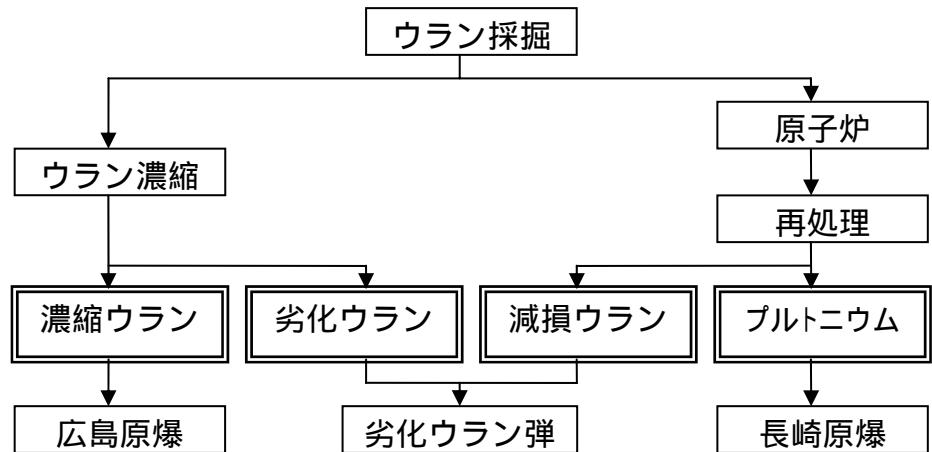 ウラン採掘
原子炉
ウラン濃縮
再処理
濃縮ウラン
劣化ウラン
減損ウラン
プルトニウム
広島原爆
劣化ウラン弾
長崎原爆